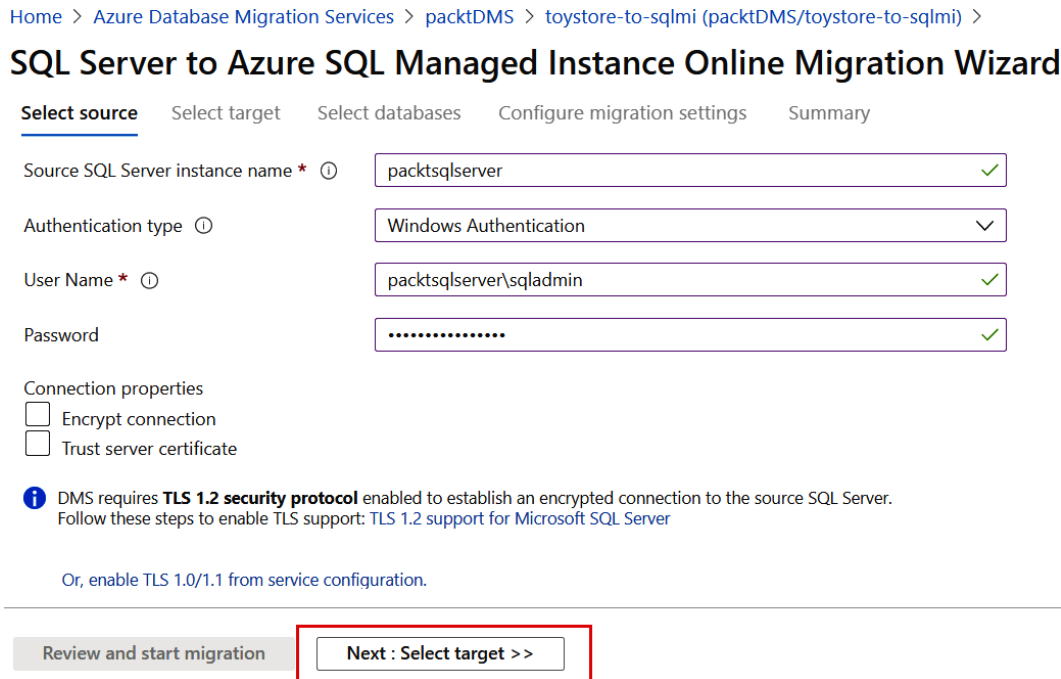 Home > Azure Database Migration Services > packtDMS > toystore-to-sqlmi (packtDMS/toystore-to-sqlmi) >
SQL Server to Azure SQL Managed Instance Online Migration Wizard
Select source Select target Select databases Configure migration settings Summary
Source SQL Server instance name * packtsqlserver
Authentication type Windows Authentication
User Name * packtsqlserver\sqladmin
Password ••••••••••••••••
Connection properties
Encrypt connection
Trust server certificate
DMS requires TLS 1.2 security protocol enabled to establish an encrypted connection to the source SQL Server.
Follow these steps to enable TLS support: TLS 1.2 support for Microsoft SQL Server
Or, enable TLS 1.0/1.1 from service configuration.
Review and start migration Next : Select target >>